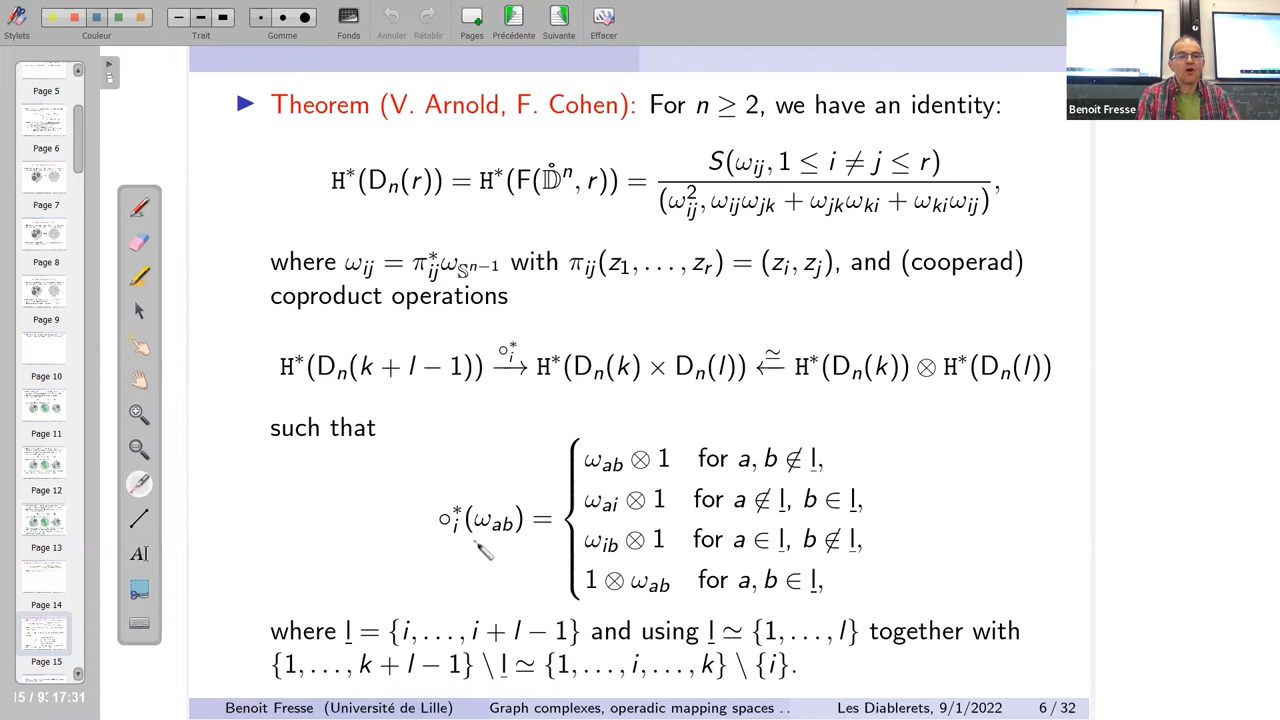 Stylets Couleur Trait Gomme Fonds Annuler Rétablir Pages Précédente Suivante Effacer
Page 5
Page 6
Page 7
Page 8
Page 9
Page 10
Page 11
Page 12
Page 13
Page 14
Page 15
17:31
Benoit Fresse
▶ Theorem (V. Arnold, F. Cohen): For n ≥ 2, we have an identity:
H*(D_n(r)) = H*(F(D̊^n, r)) = S(ω_ij, 1 ≤ i ≠ j ≤ r) / (ω_ij^2, ω_ij ω_jk + ω_jk ω_ki + ω_ki ω_ij),
where ω_ij = π*_ij ω_{S^{n−1}} with π_ij(z_1, . . . , z_r) = (z_i, z_j), and (cooperad)
coproduct operations
H*(D_n(k + l − 1)) →^{∘_i^*} H*(D_n(k) × D_n(l)) ←^{≃} H*(D_n(k)) ⊗ H*(D_n(l))
such that
∘_i^*(ω_ab) = {
ω_ab ⊗ 1 for a, b ∉ l,
ω_ai ⊗ 1 for a ∉ l, b ∈ l,
ω_ib ⊗ 1 for a ∈ l, b ∉ l,
1 ⊗ ω_ab for a, b ∈ l,
where l = {i, . . . , i + l − 1} and using l ≃ {1, . . . , l} together with
{1, . . . , k + l − 1} \ l ≃ {1, . . . , i, . . . , k} \ {i}.
Benoit Fresse (Université de Lille) Graph complexes, operadic mapping spaces . . Les Diablerets, 9/1/2022 6 / 32